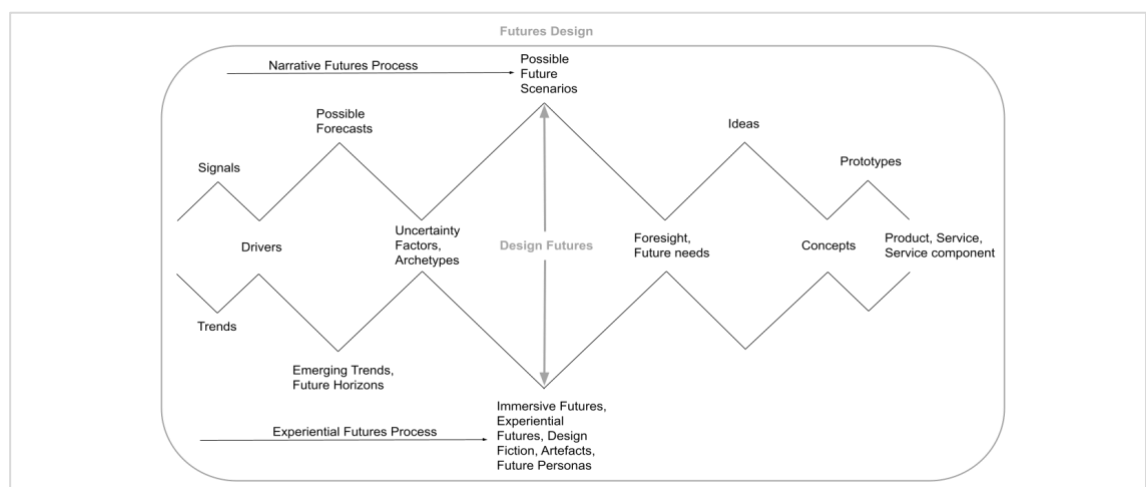 Futures Design
Narrative Futures Process
Possible
Future
Scenarios
Possible
Forecasts
Ideas
Signals
Prototypes
Drivers
Uncertainty
Factors,
Archetypes
Design Futures
Foresight,
Future needs
Concepts
Product, Service,
Service component
Trends
Emerging Trends,
Future Horizons
Experiential Futures Process
Immersive Futures,
Experiential
Futures, Design
Fiction, Artefacts,
Future Personas